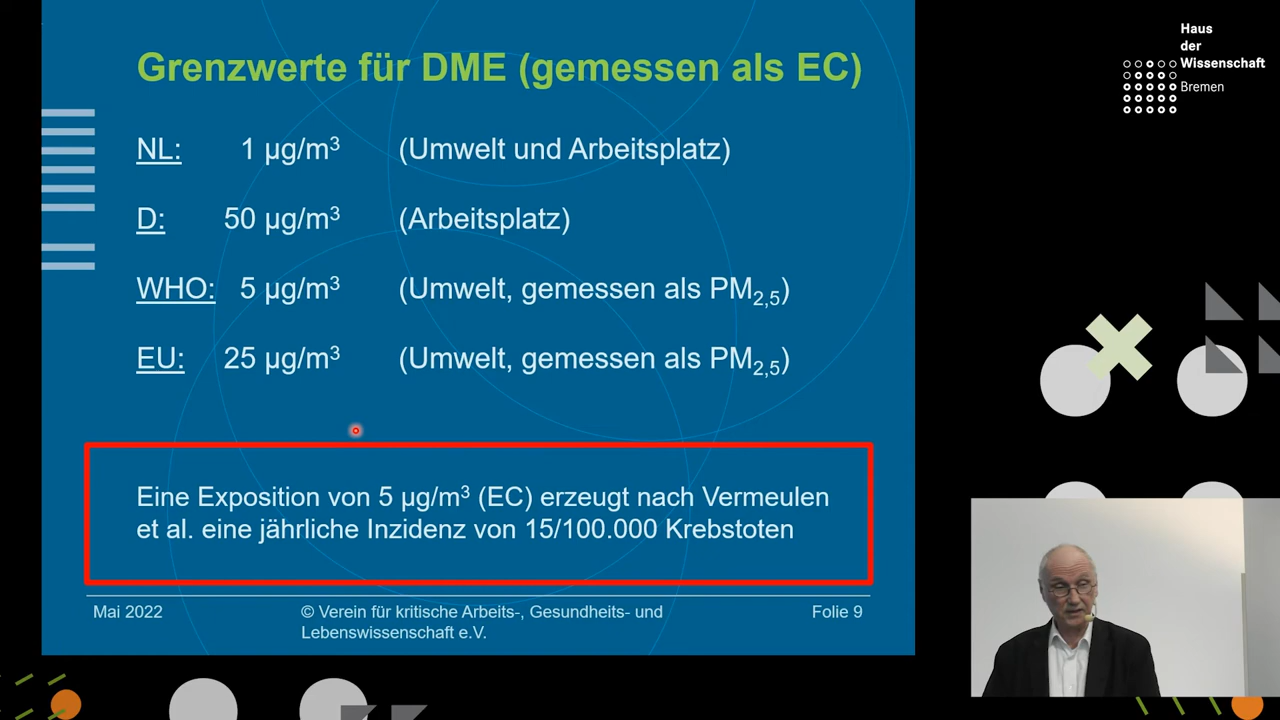 Grenzwerte für DME (gemessen als EC)
NL: 1 µg/m³ (Umwelt und Arbeitsplatz)
D: 50 µg/m³ (Arbeitsplatz)
WHO: 5 µg/m³ (Umwelt, gemessen als PM2,5)
EU: 25 µg/m³ (Umwelt, gemessen als PM2,5)
Eine Exposition von 5 µg/m³ (EC) erzeugt nach Vermeulen
et al. eine jährliche Inzidenz von 15/100.000 Krebstoten
Mai 2022
© Verein für kritische Arbeits-, Gesundheits- und
Lebenswissenschaft e.V.
Folie 9
Haus
der
Wissenschaft
Bremen